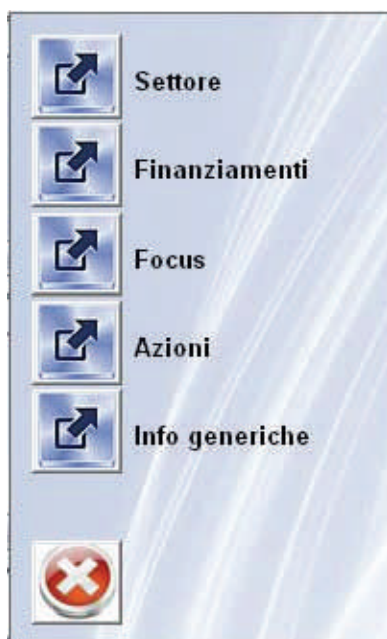 Settore
Finanziamenti
Focus
Azioni
Info generiche